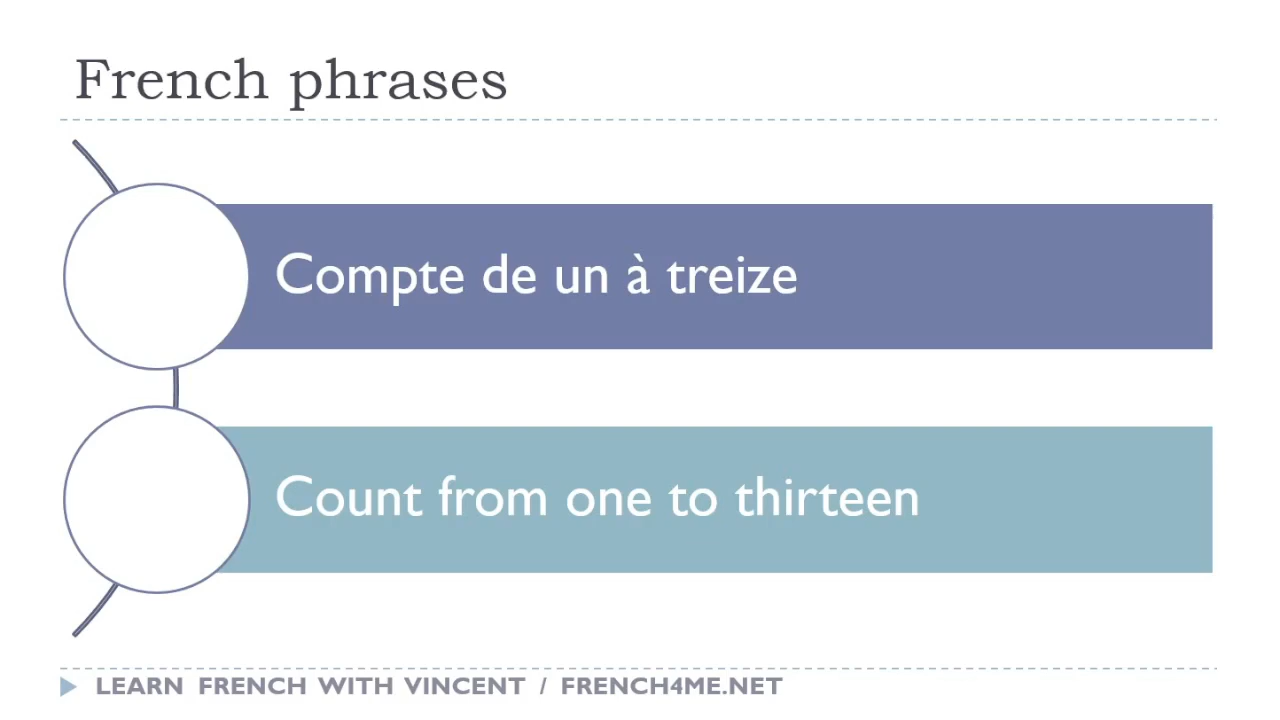 French phrases
Compte de un à treize
Count from one to thirteen
LEARN FRENCH WITH VINCENT / FRENCH4ME.NET